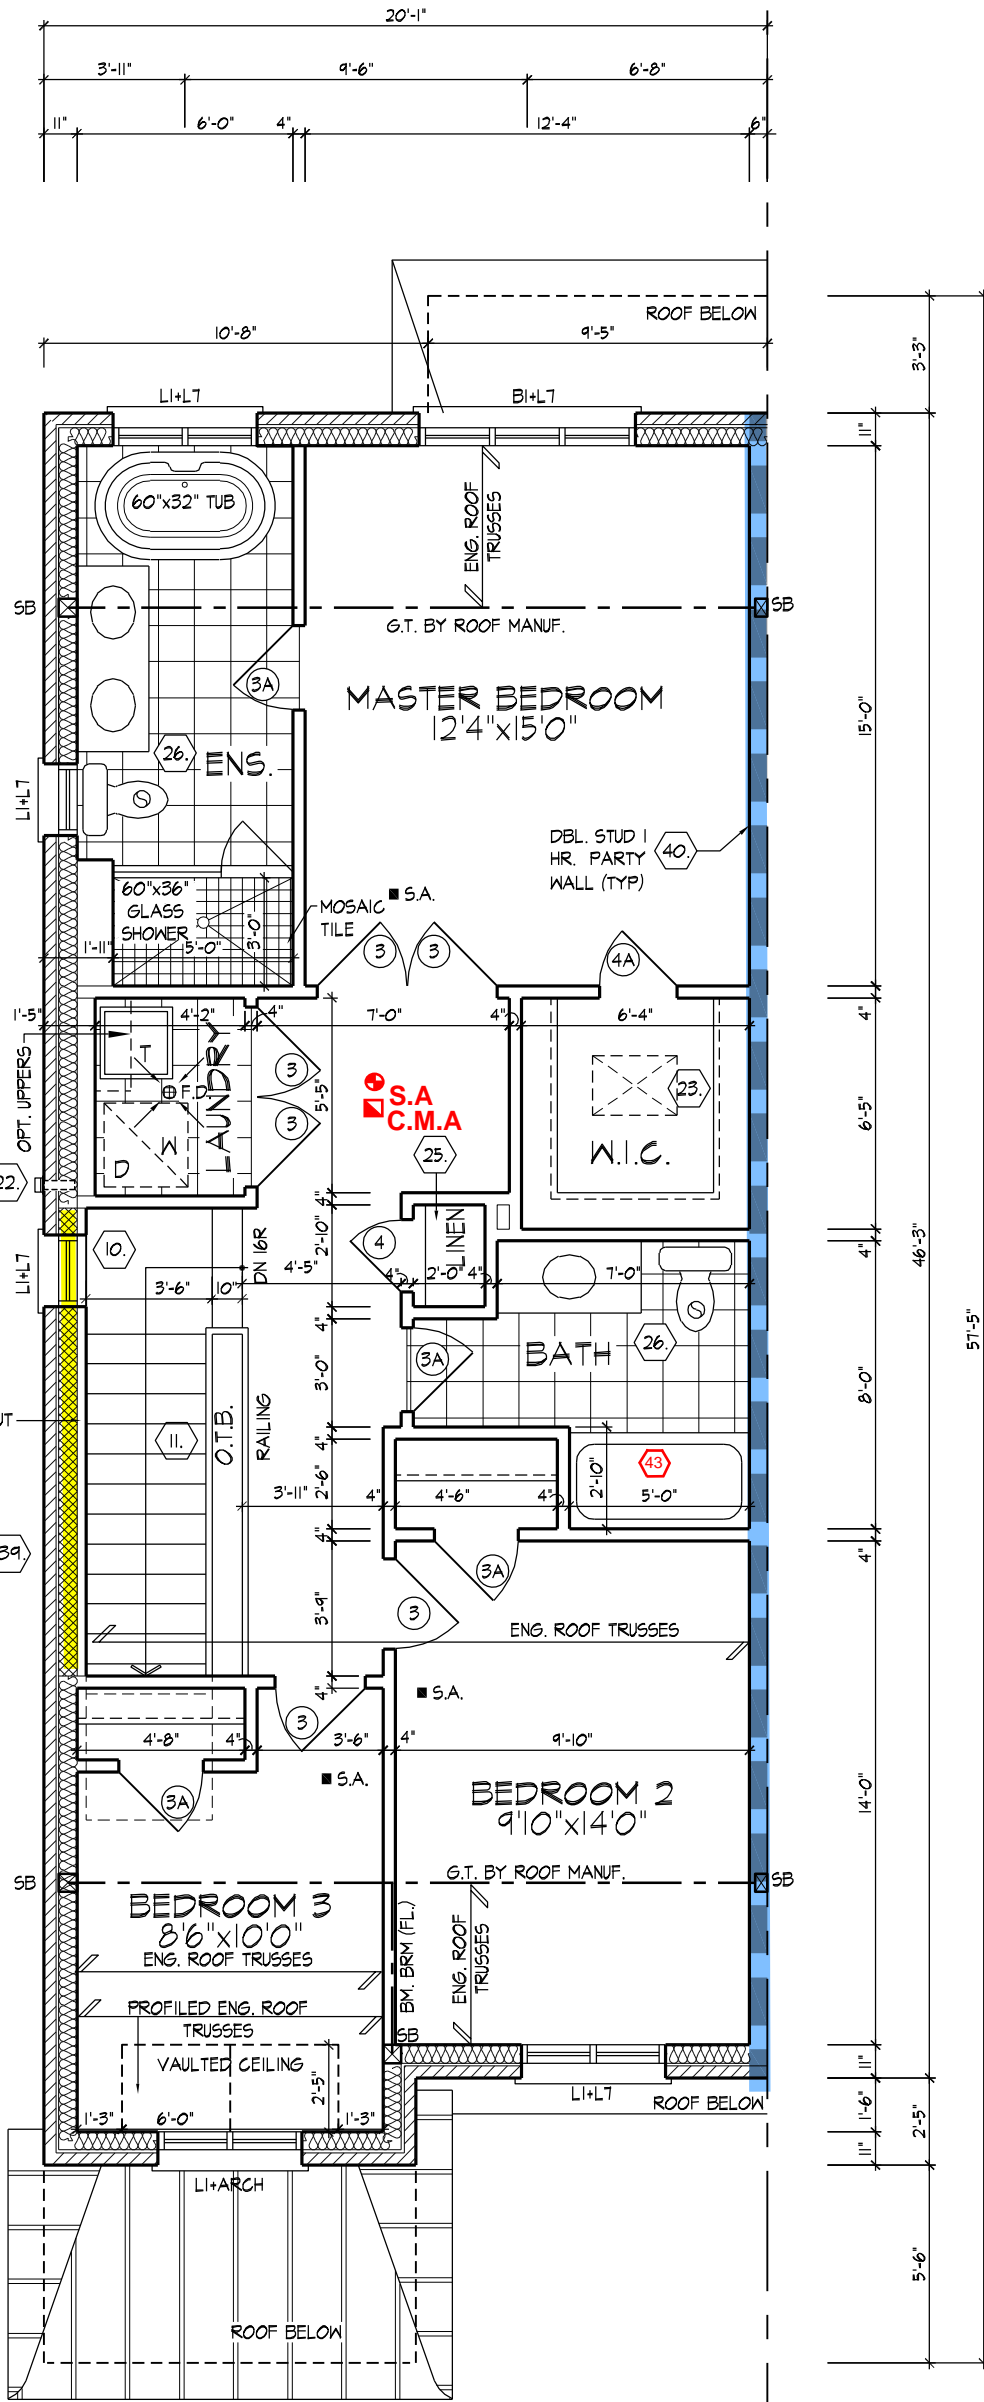 20'-1"
3'-11" 9'-6" 6'-8"
11" 6'-0" 4" 12'-4" 6"
ROOF BELOW
10'-8" 9'-5"
3'-3"
L1+L7 B1+L7
11"
60"x32" TUB
ENG. ROOF
TRUSSES
SB SB
G.T. BY ROOF MANUF.
3A
MASTER BEDROOM
12'4"x15'0"
15'-0"
26. ENS.
L1+L7
DBL. STUD 1
HR. PARTY
WALL (TYP)
40.
60"x36"
GLASS
SHOWER
3'-0"
MOSAIC
TILE
S.A.
1'-11" 5'-0"
3 3 4A
1'-5" 4'-2" 4" 7'-0" 4" 6'-4" 4"
OPT. UPPERS
T
F.D.
LAUNDRY
W
D
3
3
5'-5"
S.A
C.M.A
23.
6'-5"
25.
W.I.C.
22.
4"
LINEN
10.
L1+L7
DN 16R
2'-10"
4
4'-5" 4" 2'-0" 4" 7'-0"
4"
46'-3"
57'-5"
3'-6" 10"
4"
BATH
26.
3A
3'-0"
8'-0"
UT
11.
O.T.B.
RAILING
4"
43
2'-10"
3'-11" 2'-6" 4" 4'-6" 4" 5'-0"
39.
4"
4"
3A
3'-9"
3
ENG. ROOF TRUSSES
4"
S.A.
3
4'-8" 4" 3'-6" 4" 9'-10"
S.A.
3A
BEDROOM 2
9'10"x14'0"
14'-0"
SB SB
G.T. BY ROOF MANUF.
BEDROOM 3
8'6"x10'0"
ENG. ROOF TRUSSES
BM. BRM (FL.)
ENG. ROOF
TRUSSES
PROFILED ENG. ROOF
TRUSSES
SB
VAULTED CEILING
2'-5"
11"
L1+L7
ROOF BELOW
1'-3" 6'-0" 1'-3"
1'-6"
2'-5"
11"
L1+ARCH
5'-6"
ROOF BELOW